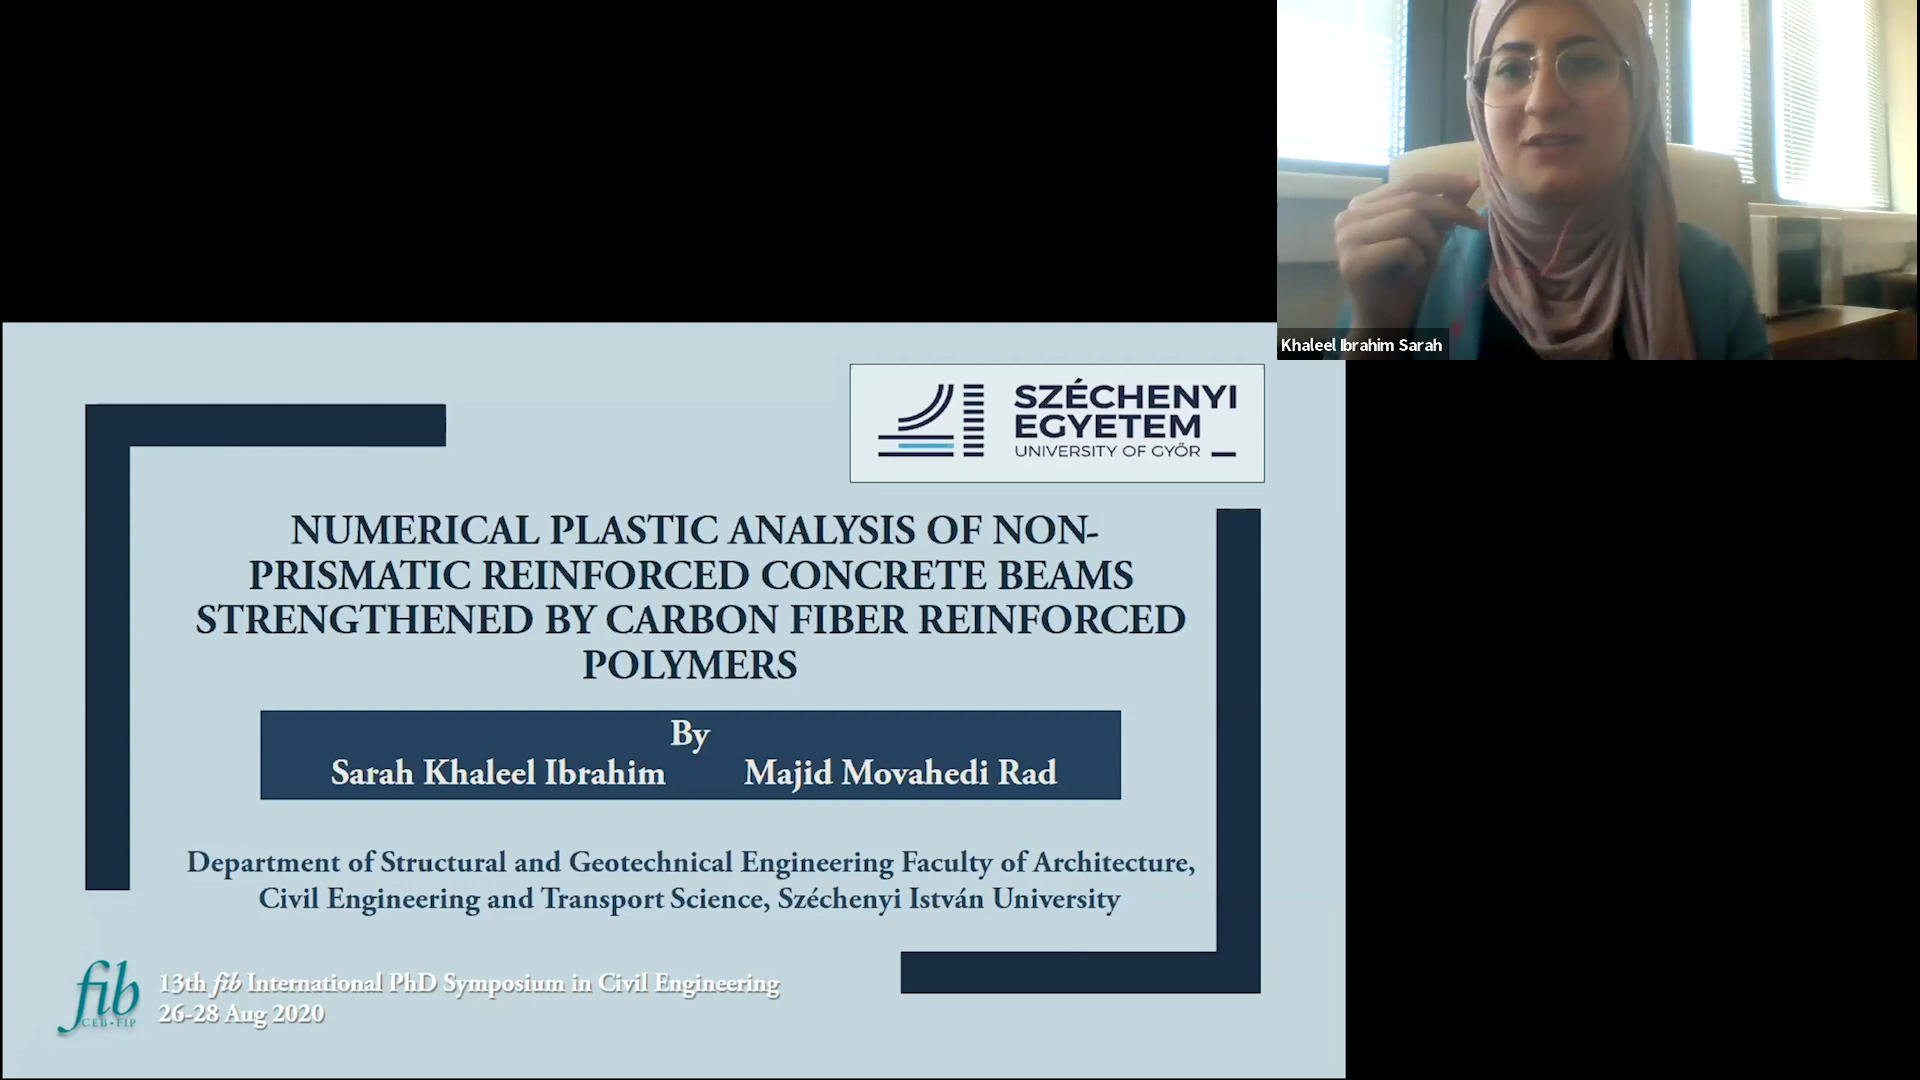 Khaleel Ibrahim Sarah
SZÉCHENYI
EGYETEM
UNIVERSITY OF GYŐR
NUMERICAL PLASTIC ANALYSIS OF NON-
PRISMATIC REINFORCED CONCRETE BEAMS
STRENGTHENED BY CARBON FIBER REINFORCED
POLYMERS
By
Sarah Khaleel Ibrahim Majid Movahedi Rad
Department of Structural and Geotechnical Engineering Faculty of Architecture,
Civil Engineering and Transport Science, Széchenyi István University
fib
CEB-FIP
13th fib International PhD Symposium in Civil Engineering
26-28 Aug 2020